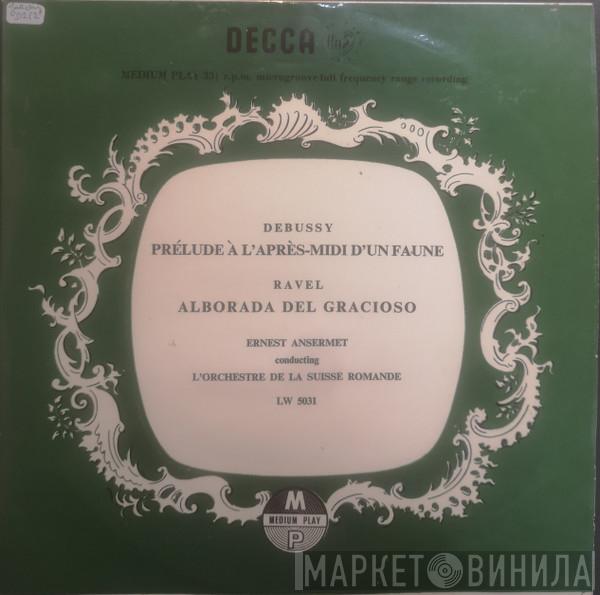 DECCA
MEDIUM PLAY 33⅓ r.p.m. microgroove full frequency range recording
DEBUSSY
PRÉLUDE À L'APRÈS-MIDI D'UN FAUNE
RAVEL
ALBORADA DEL GRACIOSO
ERNEST ANSERMET
conducting
L'ORCHESTRE DE LA SUISSE ROMANDE
LW 5031
M
MEDIUM PLAY
P
МАРКЕТ ВИНИЛА